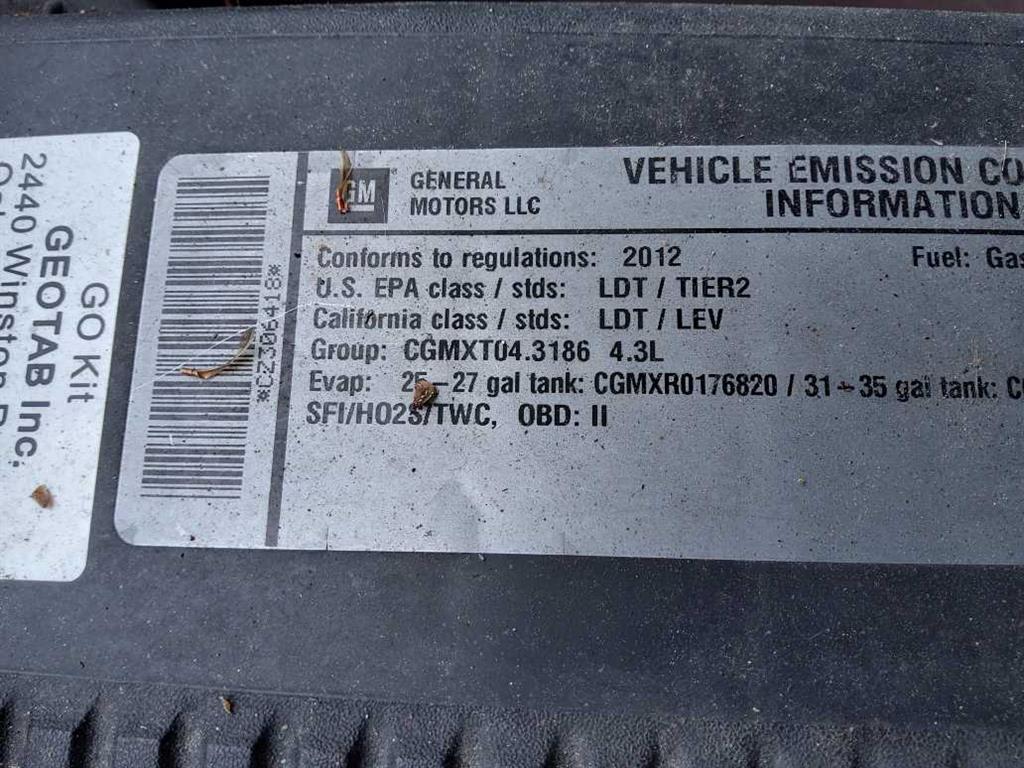 GO Kit
GEOTAB Inc.
2440 Winston
*CZ306418*
GM
GENERAL
MOTORS LLC
VEHICLE EMISSION CO
INFORMATION
Conforms to regulations: 2012
Fuel: Gas
U.S. EPA class / stds: LDT / TIER2
California class / stds: LDT / LEV
Group: CGMXT04.3186 4.3L
Evap: 25-27 gal tank: CGMXR0176820 / 31-35 gal tank: C
SFI/HO2S/TWC, OBD: II